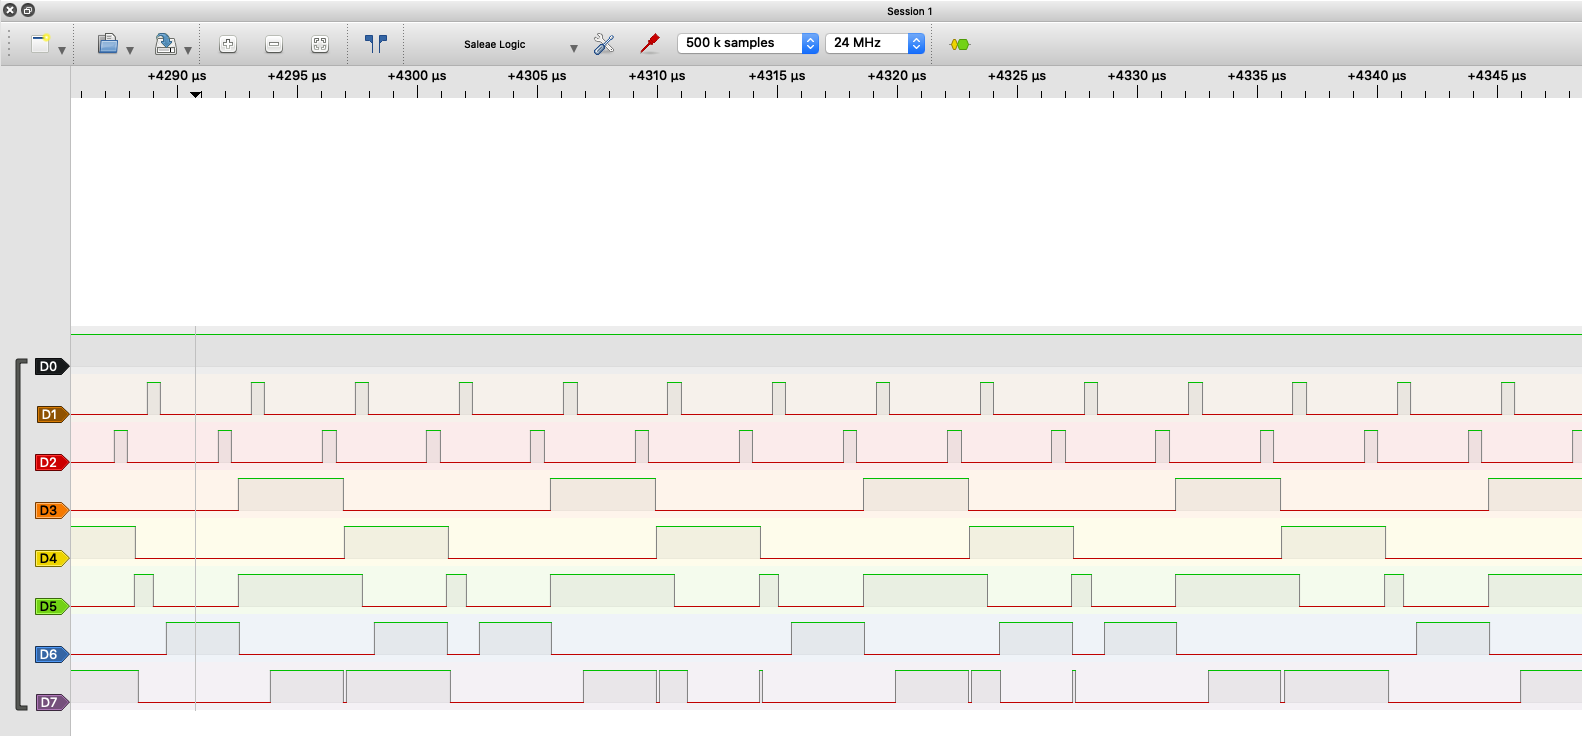 Session 1
Saleae Logic 500 k samples 24 MHz
+4290 µs +4295 µs +4300 µs +4305 µs +4310 µs +4315 µs +4320 µs +4325 µs +4330 µs +4335 µs +4340 µs +4345 µs
D0
D1
D2
D3
D4
D5
D6
D7